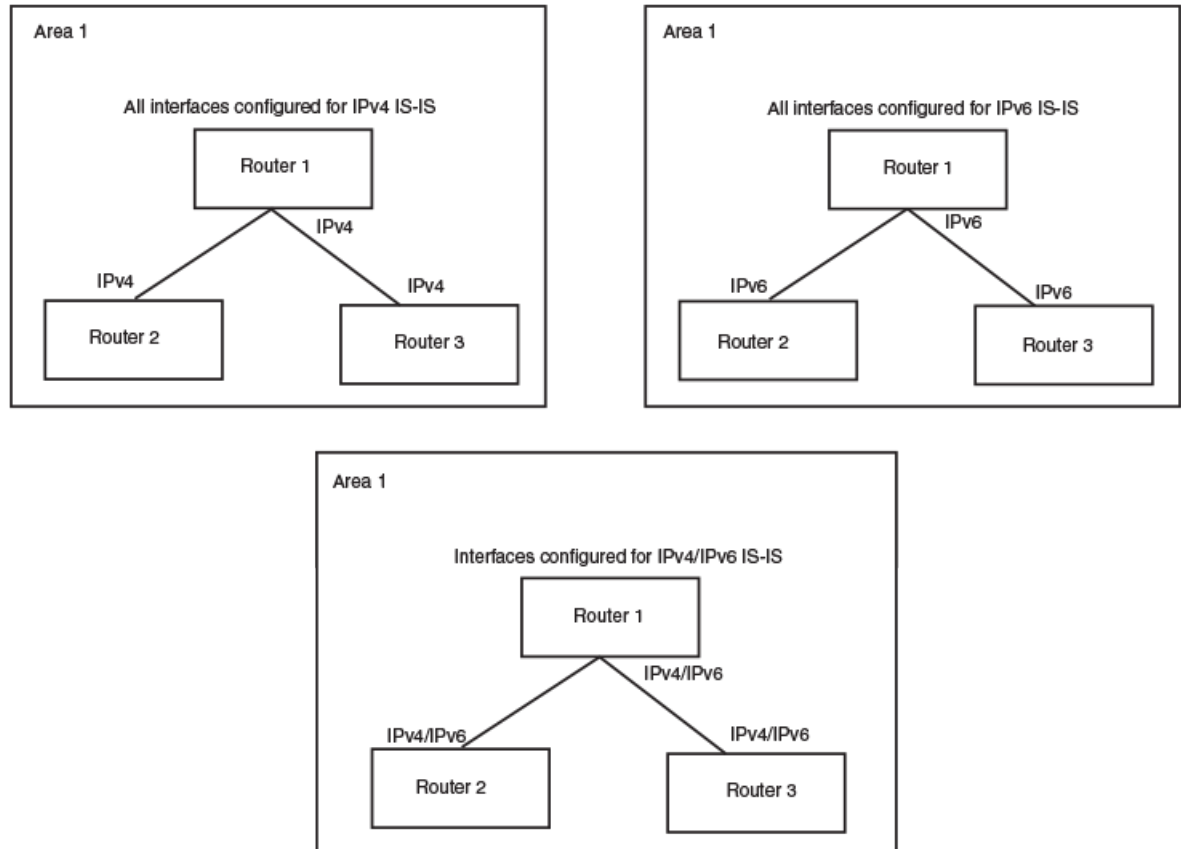 Area 1
All interfaces configured for IPv4 IS-IS
Router 1
IPv4
IPv4
IPv4
Router 2
Router 3
Area 1
All interfaces configured for IPv6 IS-IS
Router 1
IPv6
IPv6
IPv6
Router 2
Router 3
Area 1
Interfaces configured for IPv4/IPv6 IS-IS
Router 1
IPv4/IPv6
IPv4/IPv6
IPv4/IPv6
Router 2
Router 3